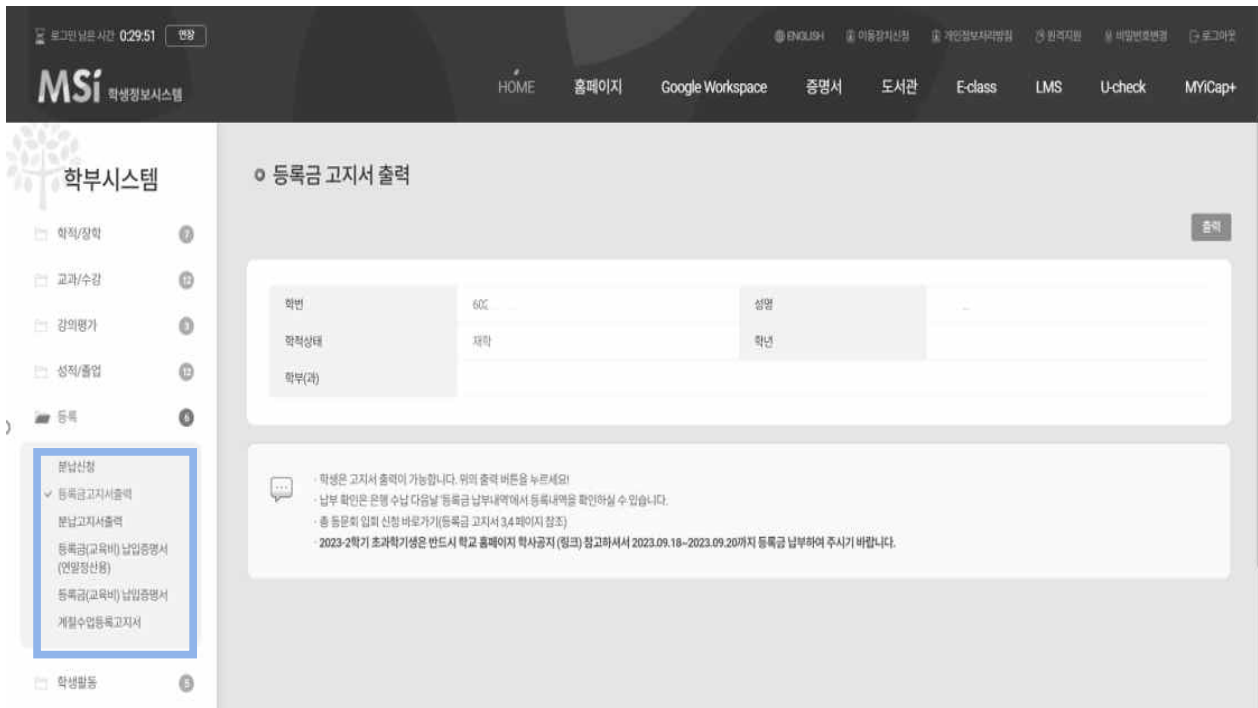 로그인 남은 시간 0:29:51 연장
ENGLISH 이동장치신청 개인정보처리방침 원격지원 비밀번호변경 로그아웃
MSi 학생정보시스템
HOME 홈페이지 Google Workspace 증명서 도서관 E-class LMS U-check MYiCap+
학부시스템
학적/장학 7
교과/수강 12
강의평가 3
성적/졸업 12
등록 6
분납신청
등록금고지서출력
분납고지서출력
등록금(교육비) 납입증명서
(연말정산용)
등록금(교육비) 납입증명서
계절수업등록고지서
학생활동 5
등록금 고지서 출력
출력
학번 602 성명
학적상태 재학 학년
학부(과)
· 학생은 고지서 출력이 가능합니다. 위의 출력 버튼을 누르세요!
· 납부 확인은 은행 수납 다음날 '등록금 납부내역'에서 등록내역을 확인하실 수 있습니다.
· 총 동문회 입회 신청 바로가기(등록금 고지서 3,4 페이지 참조)
· 2023-2학기 초과학기생은 반드시 학교 홈페이지 학사공지 (링크) 참고하셔서 2023.09.18~2023.09.20까지 등록금 납부하여 주시기 바랍니다.